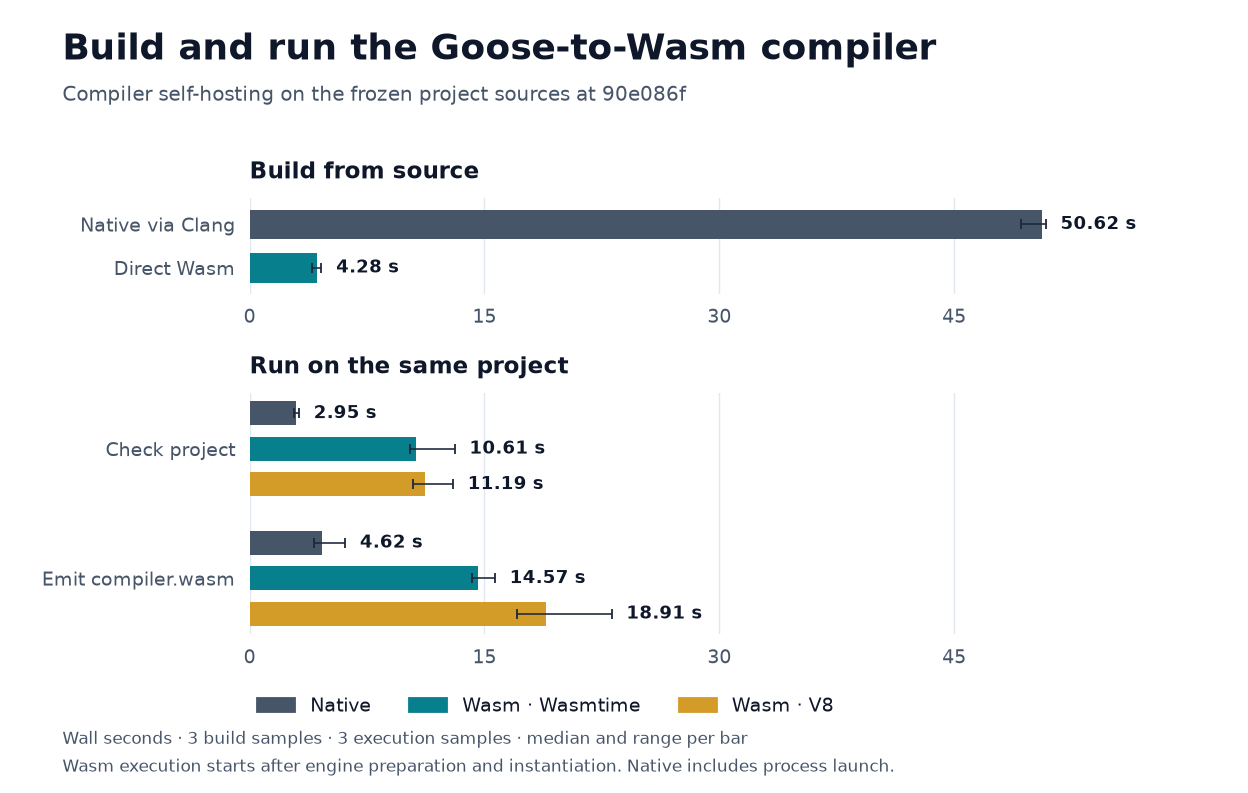 Build and run the Goose-to-Wasm compiler
Compiler self-hosting on the frozen project sources at 90e086f
Build from source
Native via Clang
50.62 s
Direct Wasm
4.28 s
0 15 30 45
Run on the same project
2.95 s
Check project
10.61 s
11.19 s
4.62 s
Emit compiler.wasm
14.57 s
18.91 s
0 15 30 45
Native
Wasm · Wasmtime
Wasm · V8
Wall seconds · 3 build samples · 3 execution samples · median and range per bar
Wasm execution starts after engine preparation and instantiation. Native includes process launch.